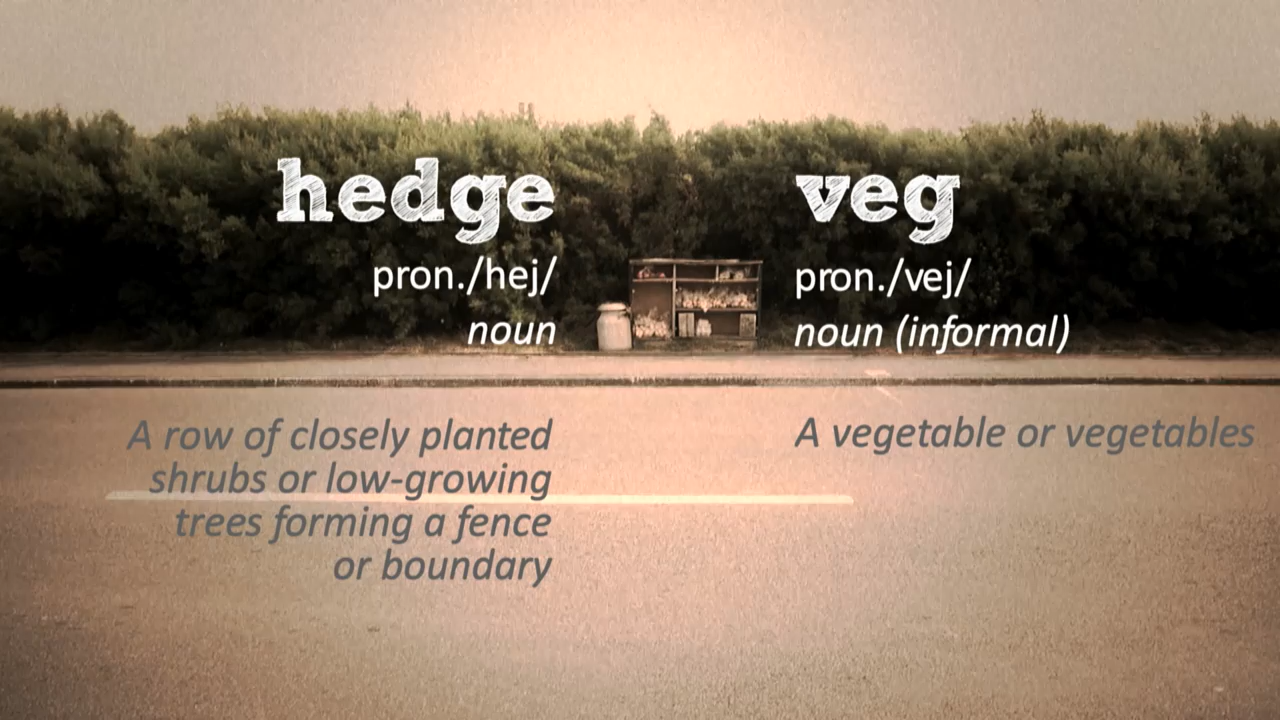 hedge
pron./hej/
noun
A row of closely planted
shrubs or low-growing
trees forming a fence
or boundary
veg
pron./vej/
noun (informal)
A vegetable or vegetables